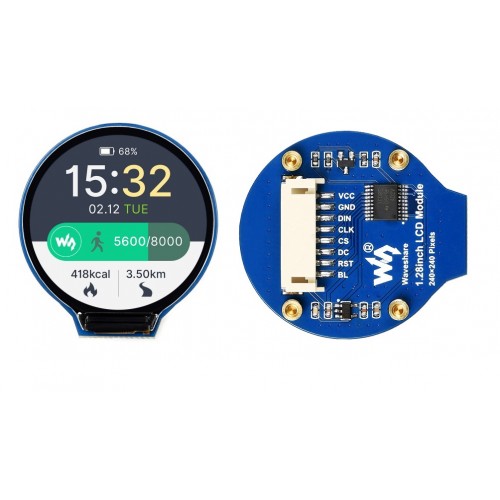 68%
15:32
02.12 TUE
5600/8000
418kcal 3.50km
VCC
GND
DIN
CLK
CS
DC
RST
BL
®
Waveshare
1.28inch LCD Module
240×240 Pixels